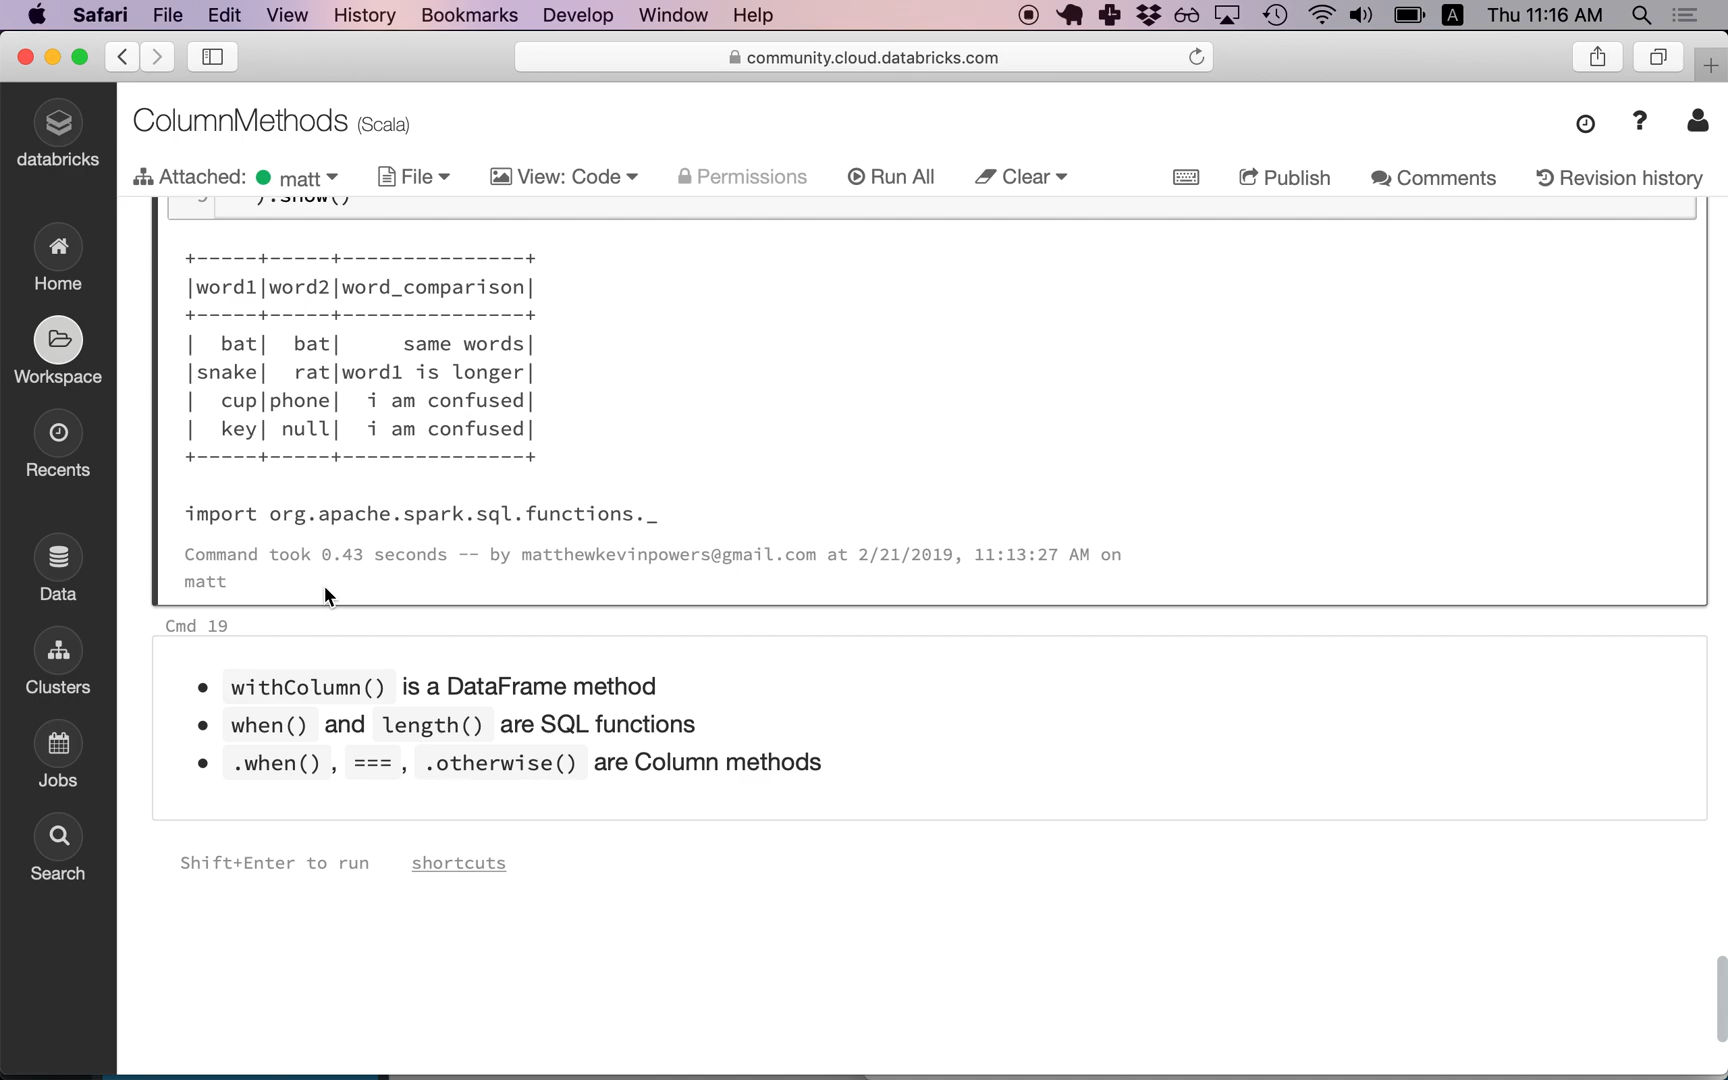 Safari File Edit View History Bookmarks Develop Window Help A Thu 11:16 AM
community.cloud.databricks.com
databricks
Home
Workspace
Recents
Data
Clusters
Jobs
Search
ColumnMethods (Scala)
?
Attached: matt File View: Code Permissions Run All Clear Publish Comments Revision history
+-----+-----+---------------+
|word1|word2|word_comparison|
+-----+-----+---------------+
| bat| bat| same words|
|snake| rat|word1 is longer|
| cup|phone| i am confused|
| key| null| i am confused|
+-----+-----+---------------+
import org.apache.spark.sql.functions._
Command took 0.43 seconds -- by matthewkevinpowers@gmail.com at 2/21/2019, 11:13:27 AM on
matt
Cmd 19
• withColumn() is a DataFrame method
• when() and length() are SQL functions
• .when(), ===, .otherwise() are Column methods
Shift+Enter to run shortcuts